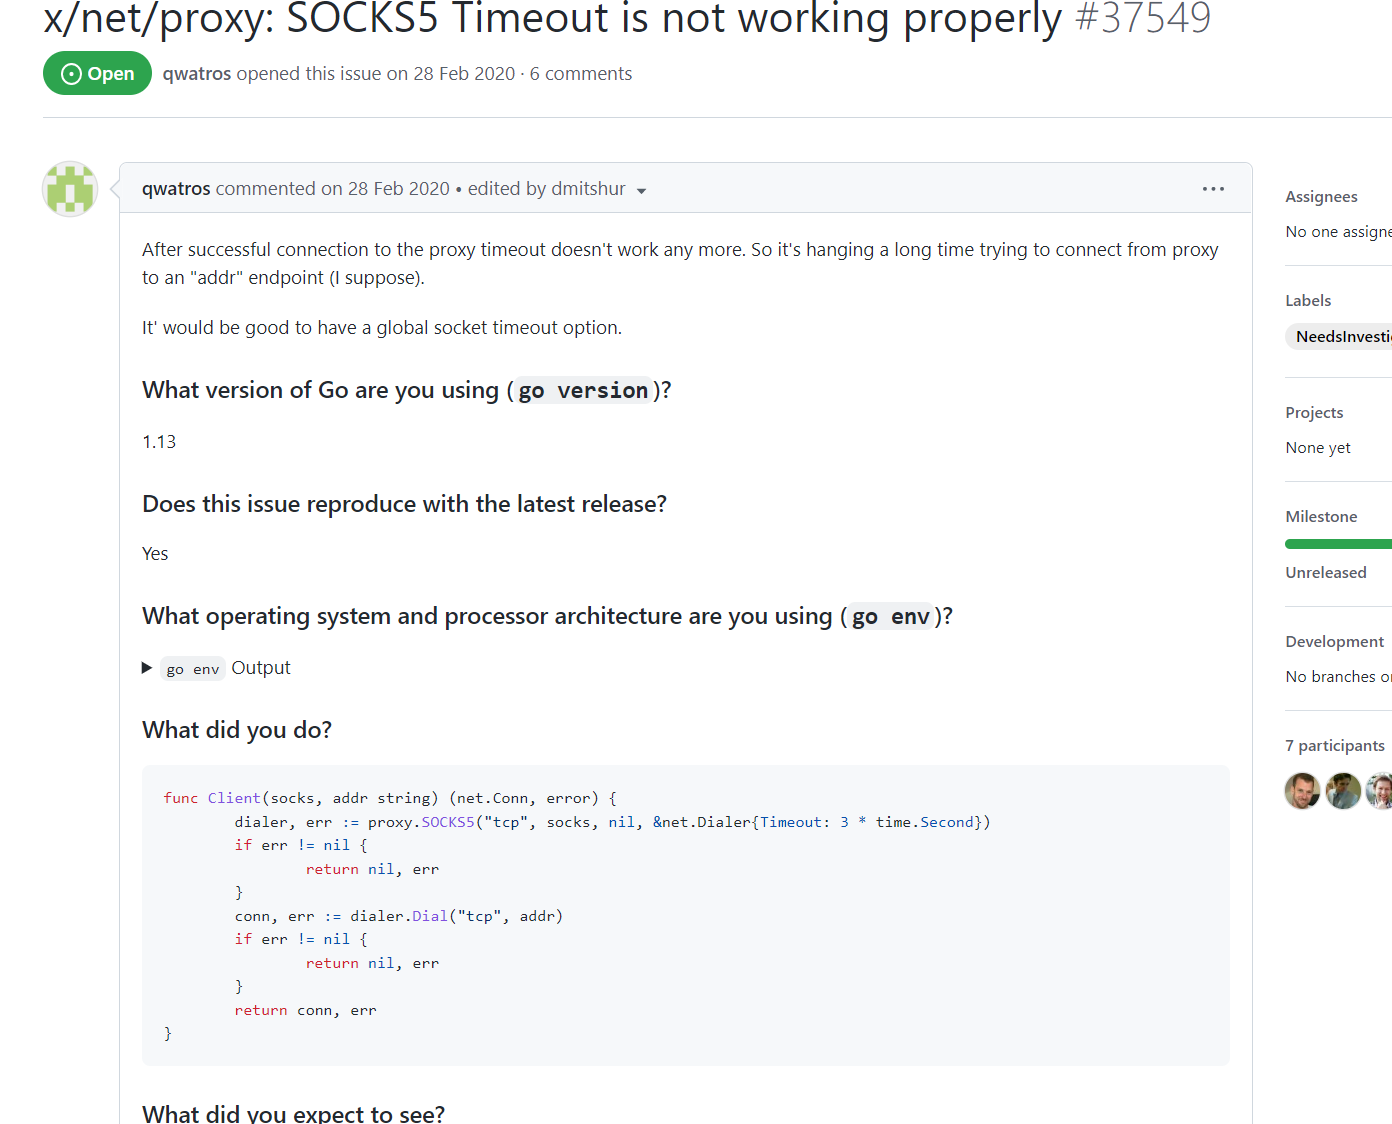 x/net/proxy: SOCKS5 Timeout is not working properly #37549
Open qwatros opened this issue on 28 Feb 2020 · 6 comments
qwatros commented on 28 Feb 2020 • edited by dmitshur
After successful connection to the proxy timeout doesn't work any more. So it's hanging a long time trying to connect from proxy
to an "addr" endpoint (I suppose).
It' would be good to have a global socket timeout option.
What version of Go are you using (go version)?
1.13
Does this issue reproduce with the latest release?
Yes
What operating system and processor architecture are you using (go env)?
go env Output
What did you do?
func Client(socks, addr string) (net.Conn, error) {
dialer, err := proxy.SOCKS5("tcp", socks, nil, &net.Dialer{Timeout: 3 * time.Second})
if err != nil {
return nil, err
}
conn, err := dialer.Dial("tcp", addr)
if err != nil {
return nil, err
}
return conn, err
}
What did you expect to see?
Assignees
No one assigne
Labels
NeedsInvesti
Projects
None yet
Milestone
Unreleased
Development
No branches o
7 participants